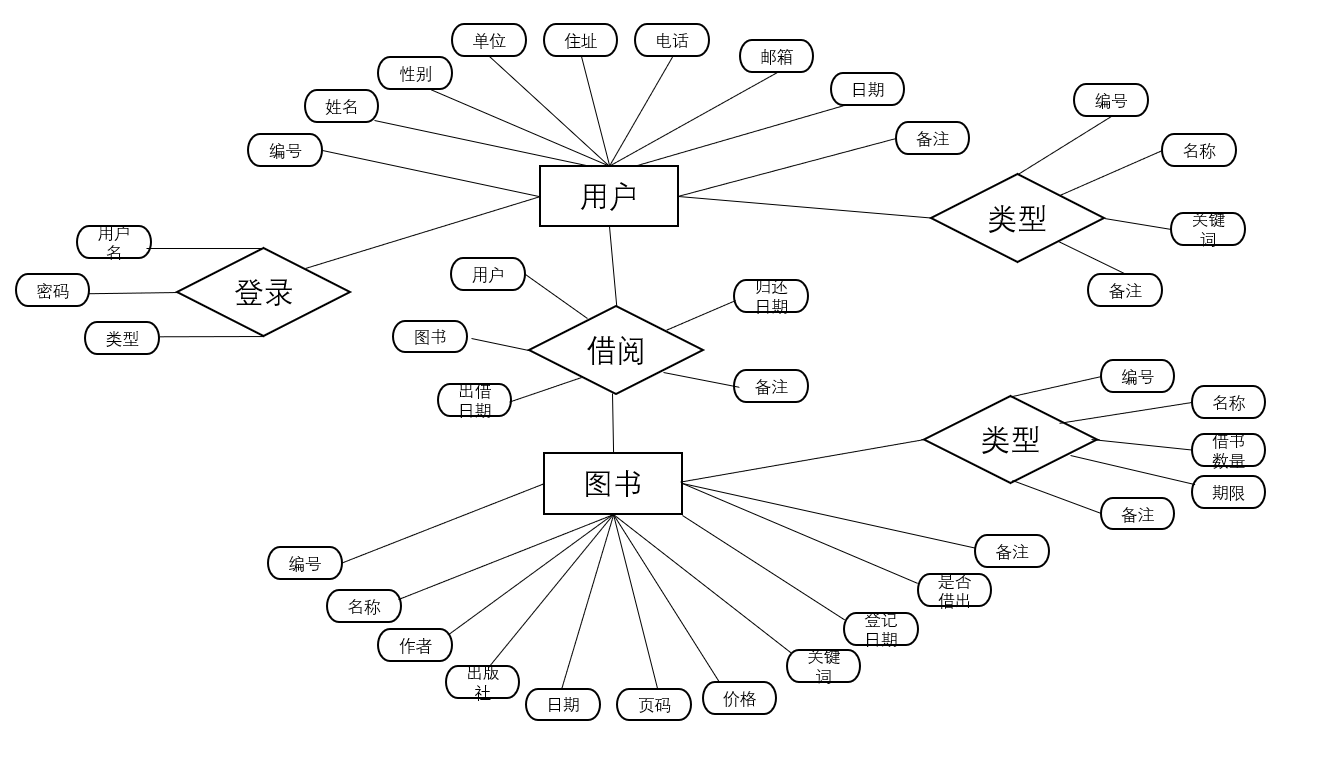 单位
住址
电话
邮箱
性别
日期
姓名
备注
编号
用户
编号
名称
类型
关键
词
备注
用户
名
密码
类型
登录
用户
图书
出借
日期
借阅
归还
日期
备注
图书
类型
编号
名称
借书
数量
期限
备注
编号
名称
作者
出版
社
日期
页码
价格
关键
词
登记
日期
是否
借出
备注